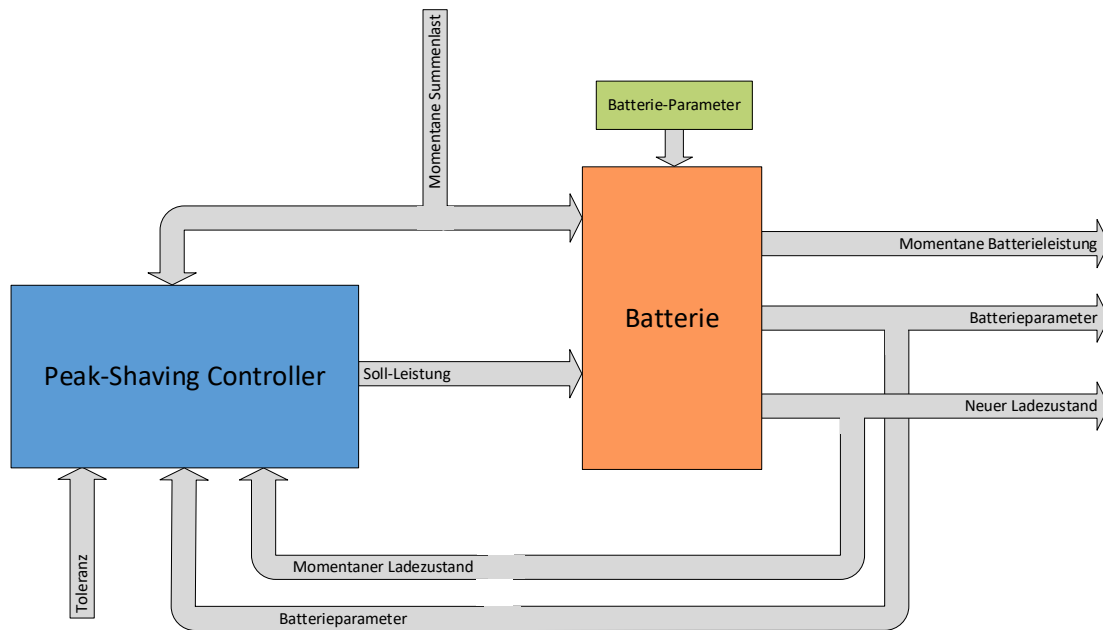 Momentane Summenlast
Batterie-Parameter
Momentane Batterieleistung
Batterie
Batterieparameter
Peak-Shaving Controller
Soll-Leistung
Neuer Ladezustand
Toleranz
Momentaner Ladezustand
Batterieparameter